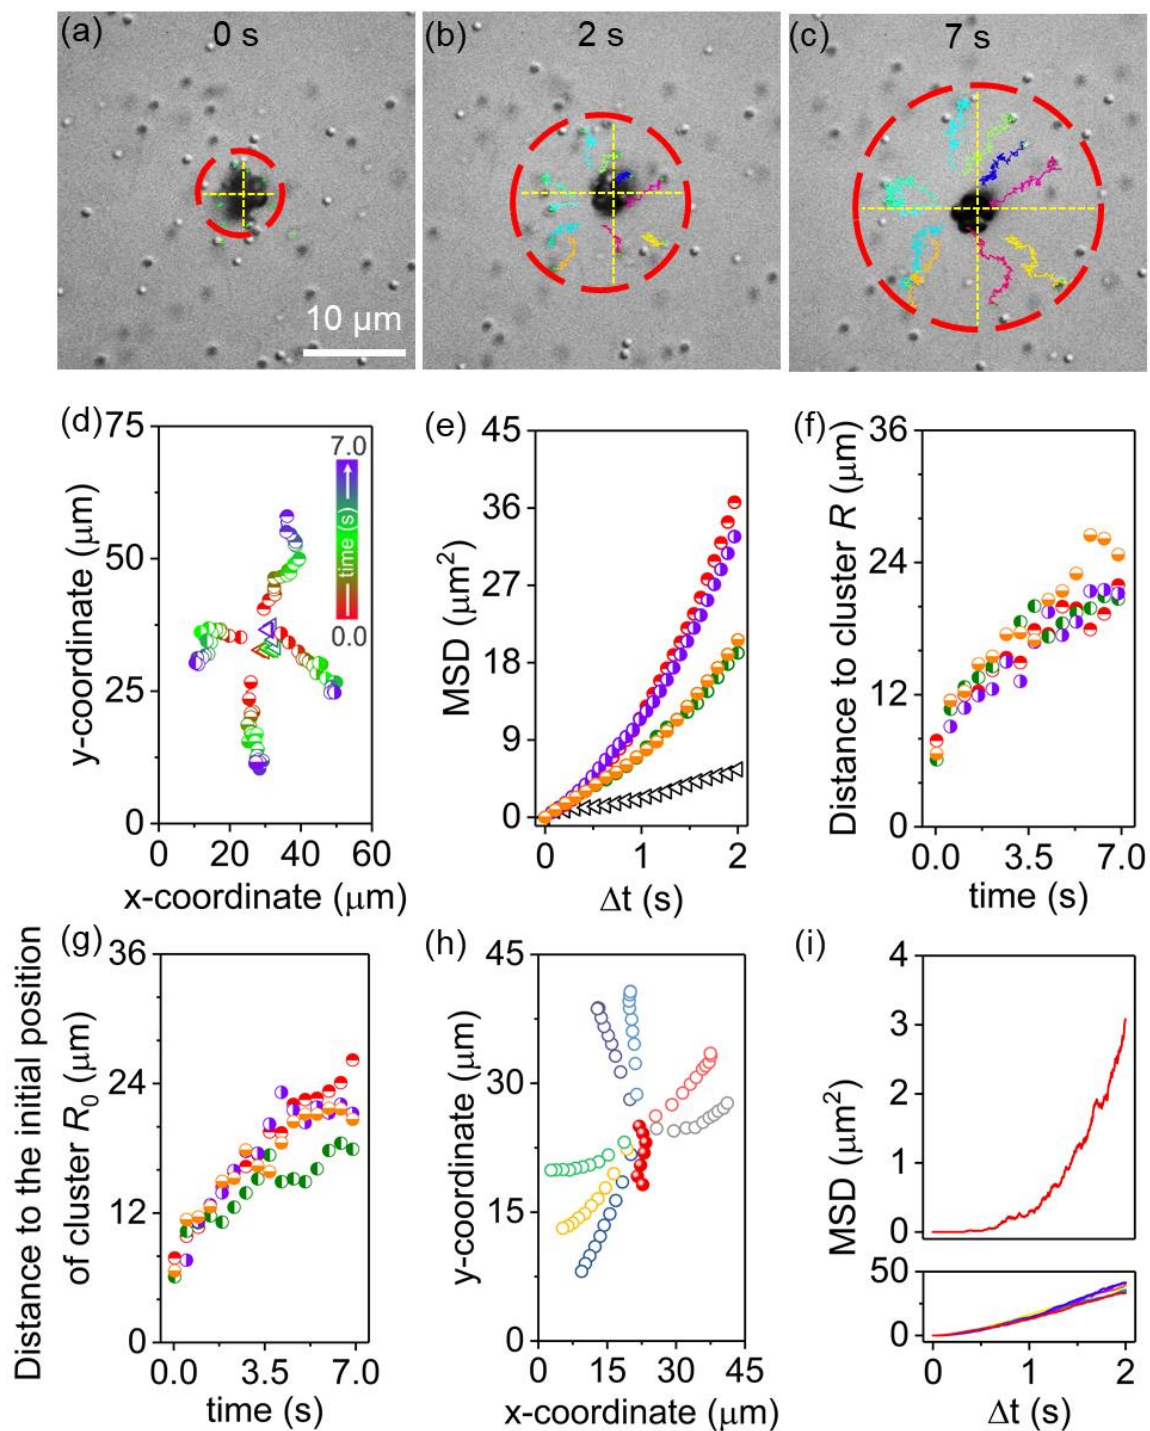 (a) 0 s
(b) 2 s
(c) 7 s
10 μm
(d)
75
50
25
0
y-coordinate (μm)
0 20 40 60
x-coordinate (μm)
7.0
time (s)
0.0
(e)
45
36
27
18
9
0
MSD (μm²)
0 1 2
Δt (s)
(f)
36
24
12
0
Distance to cluster R (μm)
0.0 3.5 7.0
time (s)
(g)
36
24
12
0
Distance to the initial position
of cluster R₀ (μm)
0.0 3.5 7.0
time (s)
(h)
45
30
15
0
y-coordinate (μm)
0 15 30 45
x-coordinate (μm)
(i)
4
3
2
1
0
MSD (μm²)
50
0
0 1 2
Δt (s)